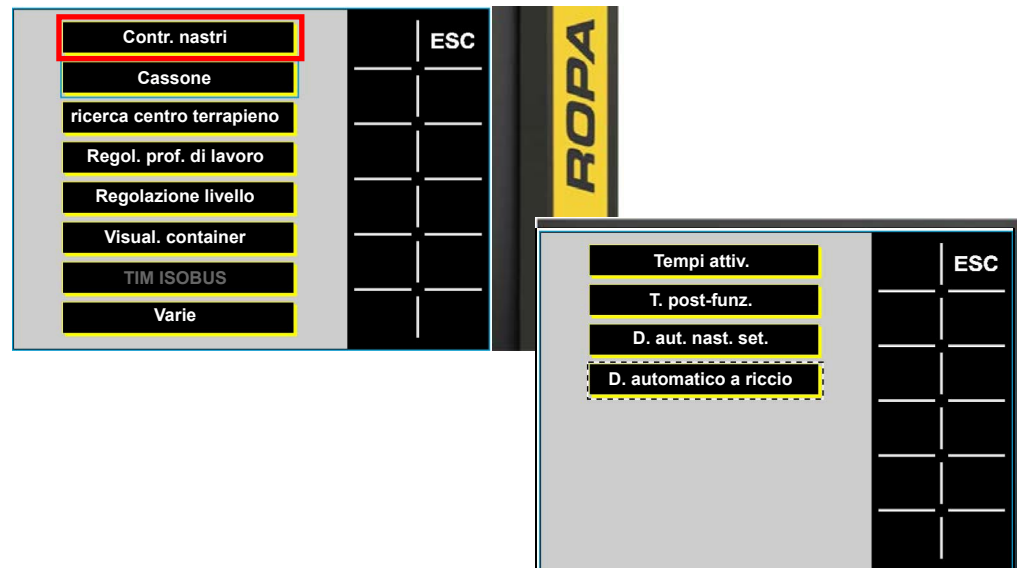 Contr. nastri
ESC
Cassone
ricerca centro terrapieno
Regol. prof. di lavoro
Regolazione livello
Visual. container
TIM ISOBUS
Varie
ROPA
Tempi attiv.
ESC
T. post-funz.
D. aut. nast. set.
D. automatico a riccio